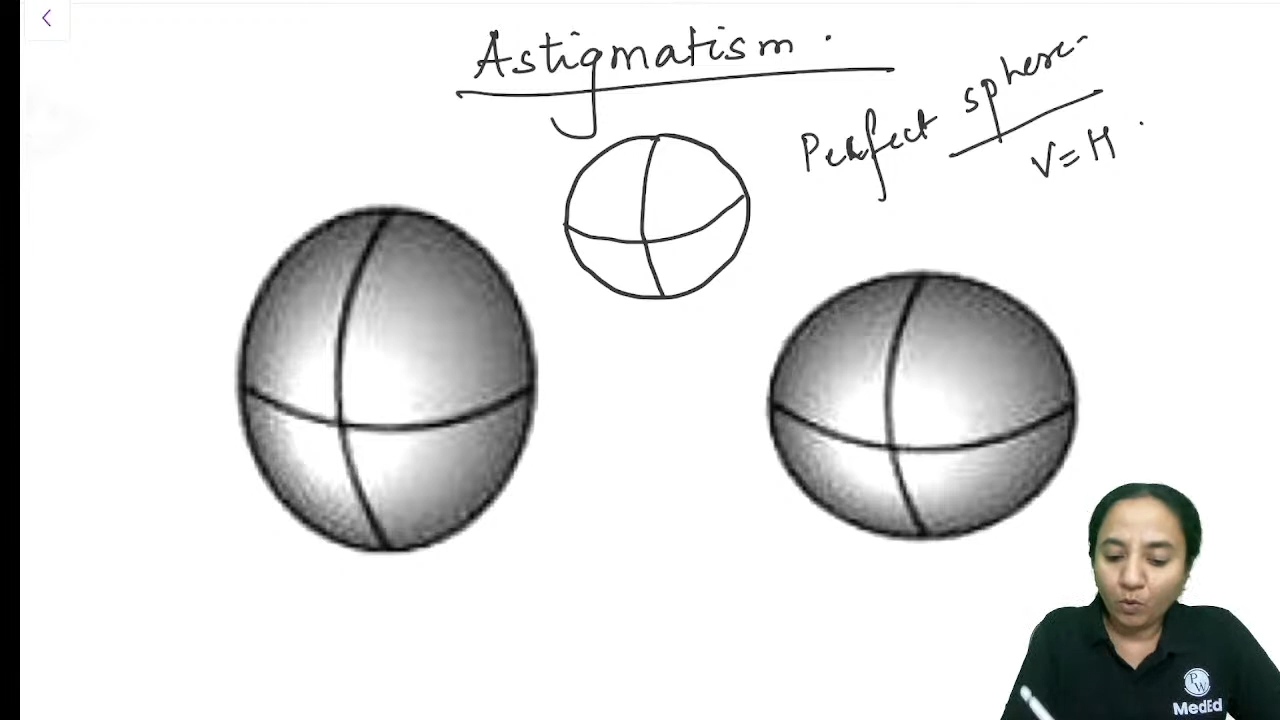 Astigmatism.
Perfect sphere-
V=H.
PW
MedEd